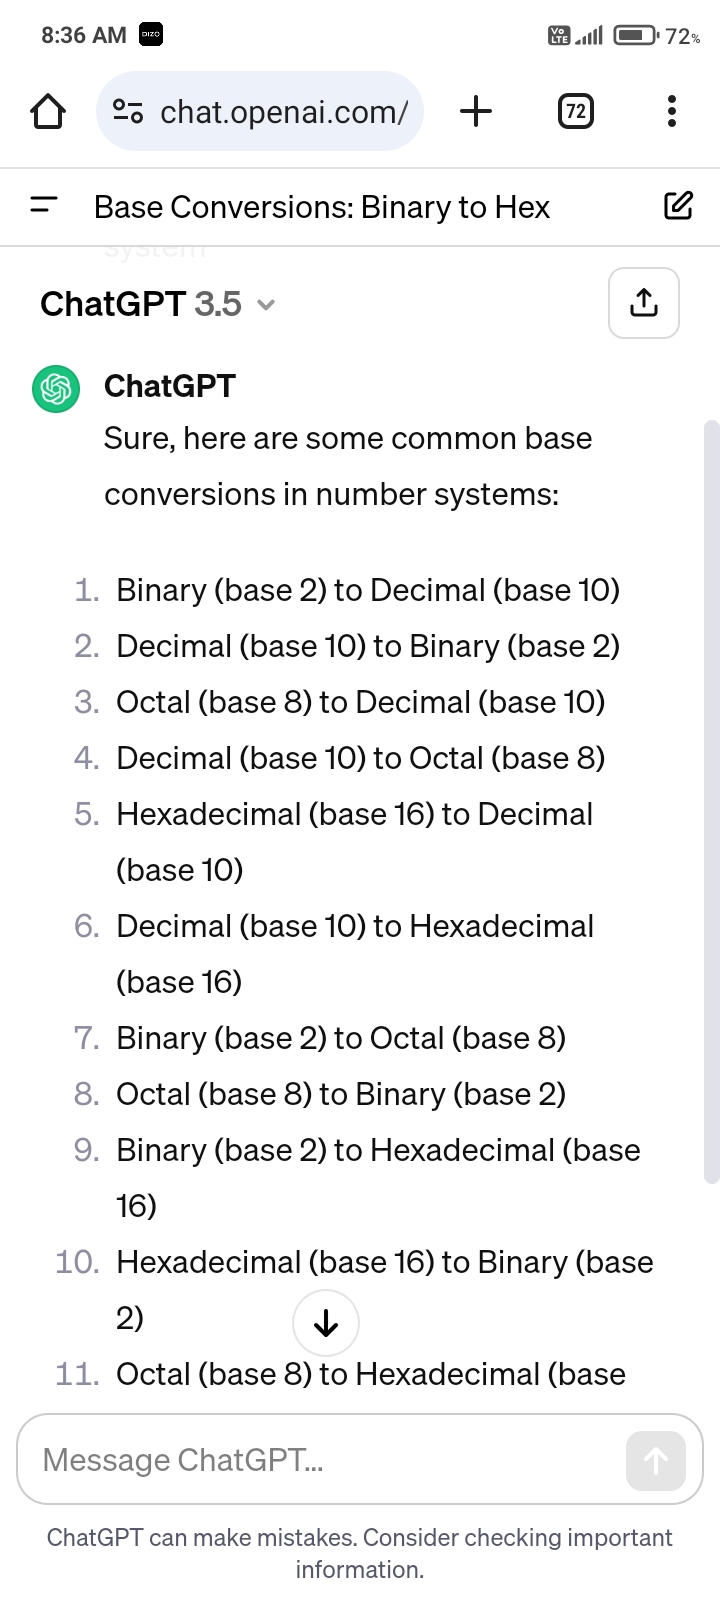 8:36 AM DIZO Vo LTE 72%
chat.openai.com/ 72
Base Conversions: Binary to Hex
system
ChatGPT 3.5
ChatGPT
Sure, here are some common base
conversions in number systems:
1. Binary (base 2) to Decimal (base 10)
2. Decimal (base 10) to Binary (base 2)
3. Octal (base 8) to Decimal (base 10)
4. Decimal (base 10) to Octal (base 8)
5. Hexadecimal (base 16) to Decimal
(base 10)
6. Decimal (base 10) to Hexadecimal
(base 16)
7. Binary (base 2) to Octal (base 8)
8. Octal (base 8) to Binary (base 2)
9. Binary (base 2) to Hexadecimal (base
16)
10. Hexadecimal (base 16) to Binary (base
2)
11. Octal (base 8) to Hexadecimal (base
Message ChatGPT...
ChatGPT can make mistakes. Consider checking important
information.